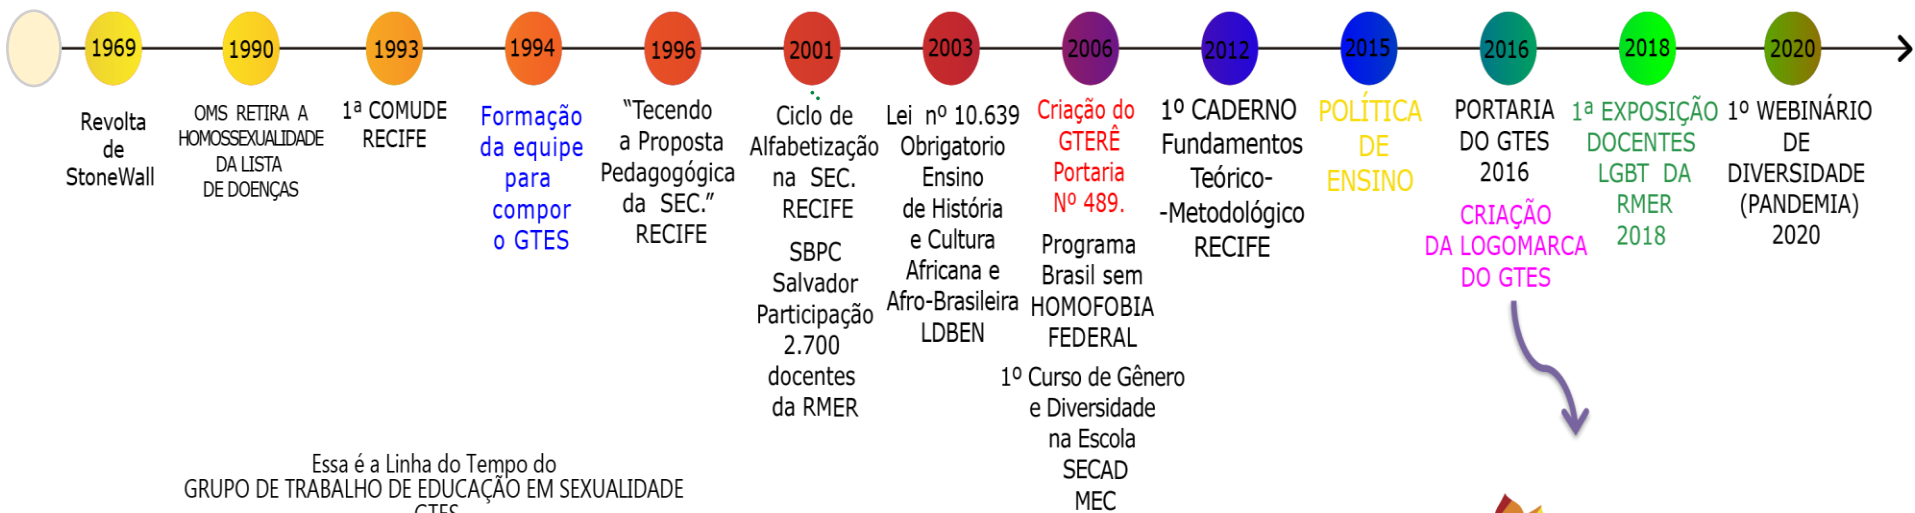 1969
Revolta
de
StoneWall
1990
OMS RETIRA A
HOMOSSEXUALIDADE
DA LISTA
DE DOENÇAS
1993
1ª COMUDE
RECIFE
1994
Formação
da equipe
para
compor
o GTES
1996
“Tecendo
a Proposta
Pedagogógica
da SEC.”
RECIFE
2001
Ciclo de
Alfabetização
na SEC.
RECIFE
SBPC
Salvador
Participação
2.700
docentes
da RMER
2003
Lei nº 10.639
Obrigatorio
Ensino
de História
e Cultura
Africana e
Afro-Brasileira
LDBEN
2006
Criação do
GTERÊ
Portaria
Nº 489.
Programa
Brasil sem
HOMOFOBIA
FEDERAL
1º Curso de Gênero
e Diversidade
na Escola
SECAD
MEC
2012
1º CADERNO
Fundamentos
Teórico-
-Metodológico
RECIFE
2015
POLÍTICA
DE
ENSINO
2016
PORTARIA
DO GTES
2016
CRIAÇÃO
DA LOGOMARCA
DO GTES
2018
1ª EXPOSIÇÃO
DOCENTES
LGBT DA
RMER
2018
2020
1º WEBINÁRIO
DE
DIVERSIDADE
(PANDEMIA)
2020
Essa é a Linha do Tempo do
GRUPO DE TRABALHO DE EDUCAÇÃO EM SEXUALIDADE
GTES